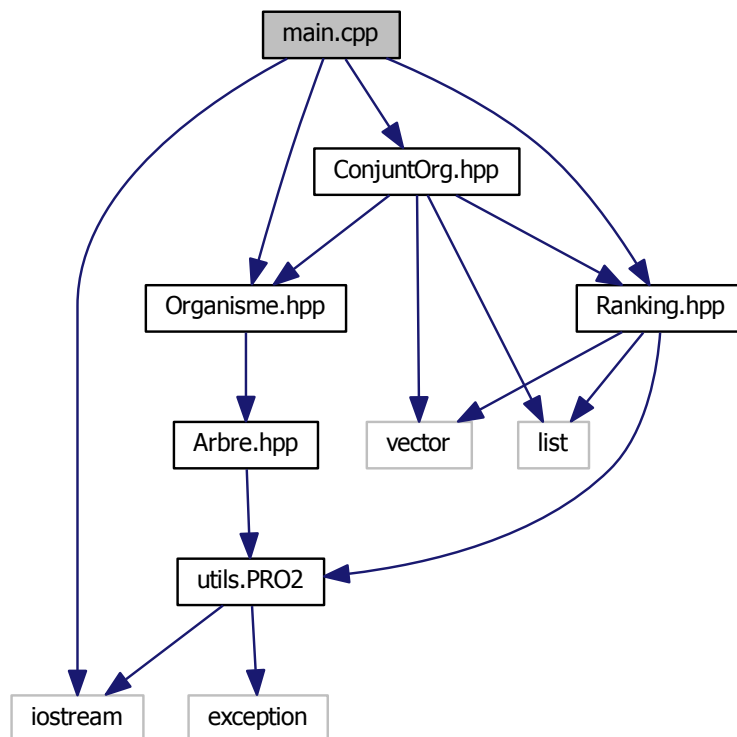 main.cpp
ConjuntOrg.hpp
Organisme.hpp
Ranking.hpp
Arbre.hpp
vector
list
utils.PRO2
iostream
exception